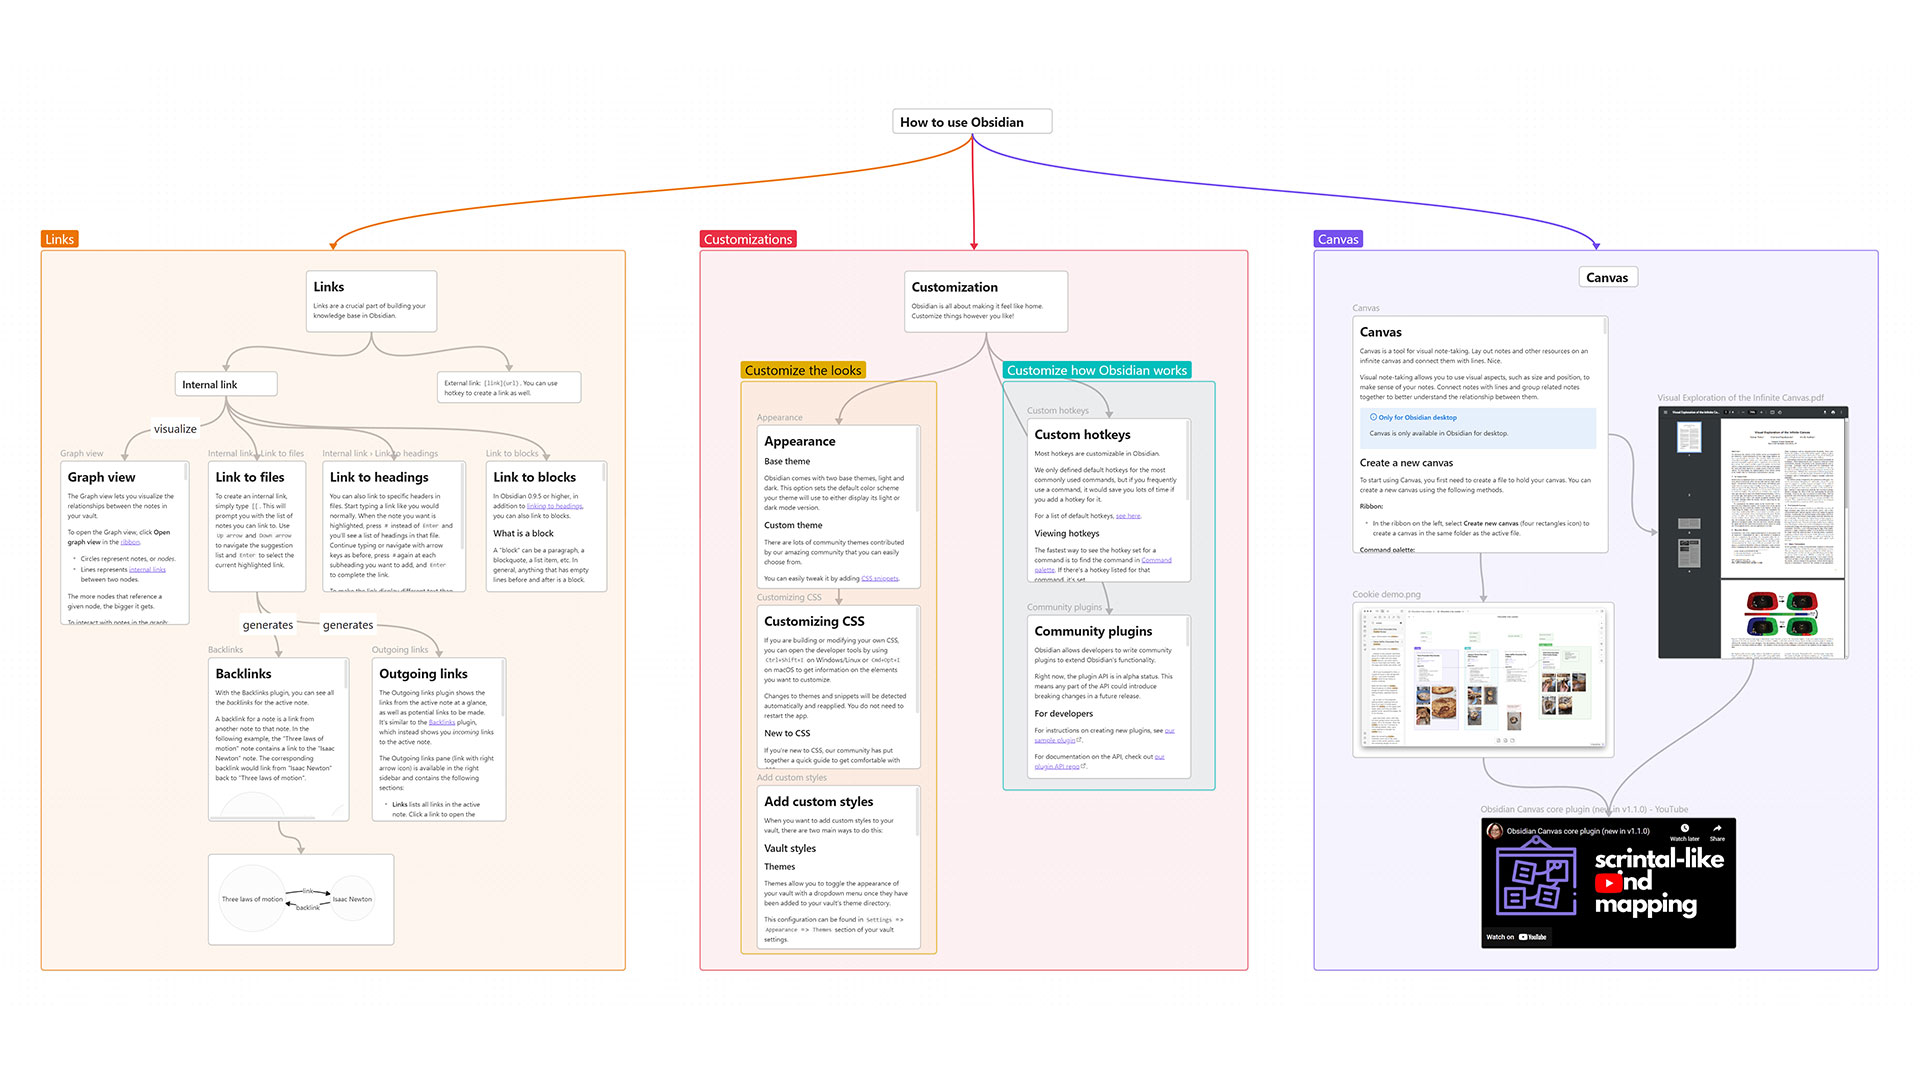 How to use Obsidian
Links
Links
Links are a crucial part of building your
knowledge base in Obsidian.
Internal link
External link: [link](url). You can use
hotkey to create a link as well.
visualize
Graph view
Graph view
The Graph view lets you visualize the
relationships between the notes in
your vault.
To open the Graph view, click Open
graph view in the ribbon.
Circles represent notes, or nodes.
Lines represents internal links
between two nodes.
The more nodes that reference a
given node, the bigger it gets.
To interact with notes in the graph:
Internal link › Link to files
Link to files
To create an internal link,
simply type [[. This will
prompt you with the list of
notes you can link to. Use
Up arrow and Down arrow
to navigate the suggestion
list and Enter to select the
current highlighted link.
Internal link › Link to headings
Link to headings
You can also link to specific headers in
files. Start typing a link like you would
normally. When the note you want is
highlighted, press # instead of Enter and
you'll see a list of headings in that file.
Continue typing or navigate with arrow
keys as before, press # again at each
subheading you want to add, and Enter
to complete the link.
To make the link display different text than
Link to blocks
Link to blocks
In Obsidian 0.9.5 or higher, in
addition to linking to headings,
you can also link to blocks.
What is a block
A "block" can be a paragraph, a
blockquote, a list item, etc. In
general, anything that has empty
lines before and after is a block.
generates
generates
Backlinks
Backlinks
With the Backlinks plugin, you can see all
the backlinks for the active note.
A backlink for a note is a link from
another note to that note. In the
following example, the "Three laws of
motion" note contains a link to the "Isaac
Newton" note. The corresponding
backlink would link from "Isaac Newton"
back to "Three laws of motion".
Outgoing links
Outgoing links
The Outgoing links plugin shows the
links from the active note at a glance,
as well as potential links to be made.
It's similar to the Backlinks plugin,
which instead shows you incoming links
to the active note.
The Outgoing links pane (link with right
arrow icon) is available in the right
sidebar and contains the following
sections:
Links lists all links in the active
note. Click a link to open the
Three laws of motion
link
backlink
Isaac Newton
Customizations
Customization
Obsidian is all about making it feel like home.
Customize things however you like!
Customize the looks
Appearance
Appearance
Base theme
Obsidian comes with two base themes, light and
dark. This option sets the default color scheme
your theme will use to either display its light or
dark mode version.
Custom theme
There are lots of community themes contributed
by our amazing community that you can easily
choose from.
You can easily tweak it by adding CSS snippets.
Customizing CSS
Customizing CSS
If you are building or modifying your own CSS,
you can open the developer tools by using
Ctrl+Shift+I on Windows/Linux or Cmd+Opt+I
on macOS to get information on the elements
you want to customize.
Changes to themes and snippets will be detected
automatically and reapplied. You do not need to
restart the app.
New to CSS
If you're new to CSS, our community has put
together a quick guide to get comfortable with
Add custom styles
Add custom styles
When you want to add custom styles to your
vault, there are two main ways to do this:
Vault styles
Themes
Themes allow you to toggle the appearance of
your vault with a dropdown menu once they have
been added to your vault's theme directory.
This configuration can be found in Settings =>
Appearance => Themes section of your vault
settings.
Customize how Obsidian works
Custom hotkeys
Custom hotkeys
Most hotkeys are customizable in Obsidian.
We only defined default hotkeys for the most
commonly used commands, but if you frequently
use a command, it would save you lots of time if
you add a hotkey for it.
For a list of default hotkeys, see here.
Viewing hotkeys
The fastest way to see the hotkey set for a
command is to find the command in Command
palette. If there's a hotkey listed for that
command, it's set.
Community plugins
Community plugins
Obsidian allows developers to write community
plugins to extend Obsidian's functionality.
Right now, the plugin API is in alpha status. This
means any part of the API could introduce
breaking changes in a future release.
For developers
For instructions on creating new plugins, see our
sample plugin.
For documentation on the API, check out our
plugin API repo.
Canvas
Canvas
Canvas
Canvas
Canvas is a tool for visual note-taking. Lay out notes and other resources on an
infinite canvas and connect them with lines. Nice.
Visual note-taking allows you to use visual aspects, such as size and position, to
make sense of your notes. Connect notes with lines and group related notes
together to better understand the relationship between them.
Only for Obsidian desktop
Canvas is only available in Obsidian for desktop.
Create a new canvas
To start using Canvas, you first need to create a file to hold your canvas. You can
create a new canvas using the following methods.
Ribbon:
In the ribbon on the left, select Create new canvas (four rectangles icon) to
create a canvas in the same folder as the active file.
Command palette:
Visual Exploration of the Infinite Canvas.pdf
Visual Exploration of the Infinite Canvas
Cookie demo.png
Obsidian Canvas core plugin (new in v1.1.0) - YouTube
Obsidian Canvas core plugin (new in v1.1.0)
Watch later
Share
scrintal-like
nd
mapping
Watch on YouTube